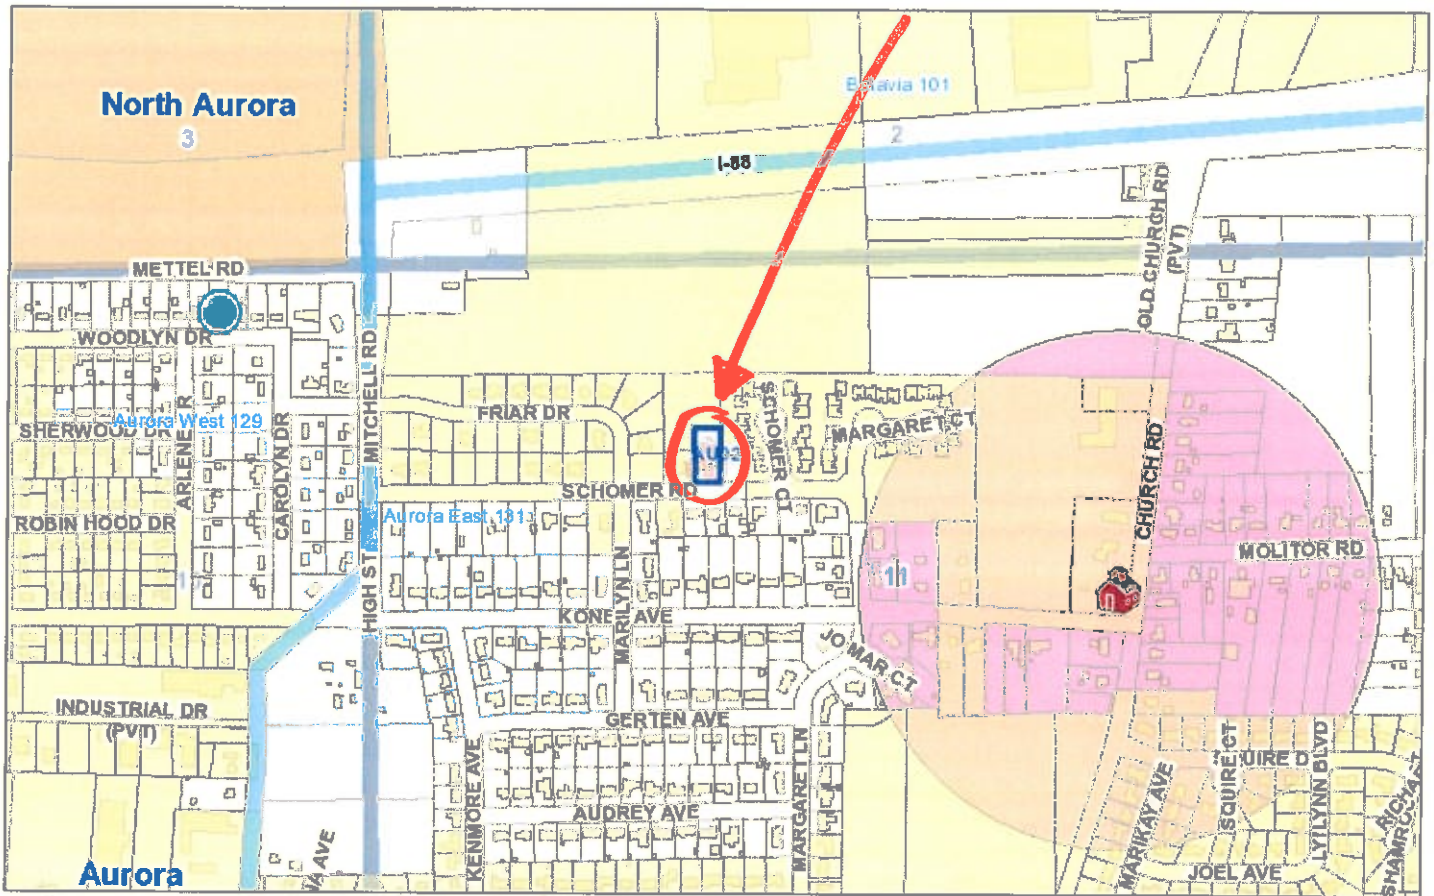 Batavia 101
North Aurora
3
2
I-88
OLD CHURCH RD
(PVT)
METTEL RD
WOODLYN DR
MITCHELL RD
FRIAR DR
SCHOMER CT
MARGARET CT
Aurora West 129
SHERWOOD DR
ARLENE DR
CAROLYN DR
SCHOMER RD
CHURCH RD
ROBIN HOOD DR
Aurora East 131
MOLITOR RD
11
HIGH ST
MARILYN LN
KONE AVE
JO MAR CT
INDUSTRIAL DR
(PVT)
GERTEN AVE
KENMORE AVE
MARGARET LN
AUDREY AVE
MARIKAY AVE
SQUIRE CT
LYLYNN BLVD
JOEL AVE
Aurora